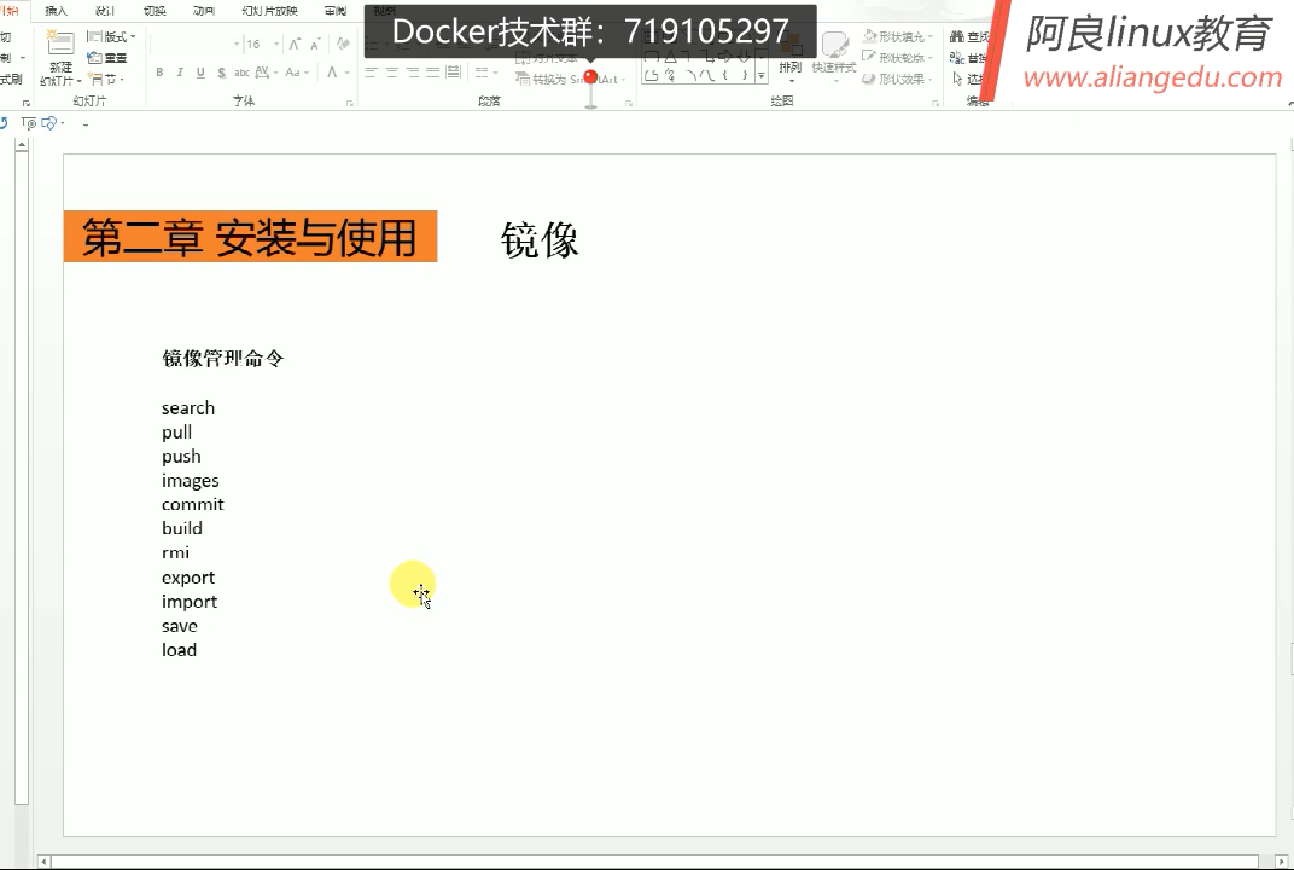 插入 设计 切换 动画 幻灯片放映 审阅 视图
Docker技术群：719105297
阿良linux教育
www.aliangedu.com
版式
重置
节
新建
幻灯片
16
B I U S abc AV Aa A
转换为 SmartArt
排列
快速样式
形状填充
形状轮廓
形状效果
查找
替换
选择
幻灯片
字体
段落
绘图
第二章 安装与使用
镜像
镜像管理命令
search
pull
push
images
commit
build
rmi
export
import
save
load